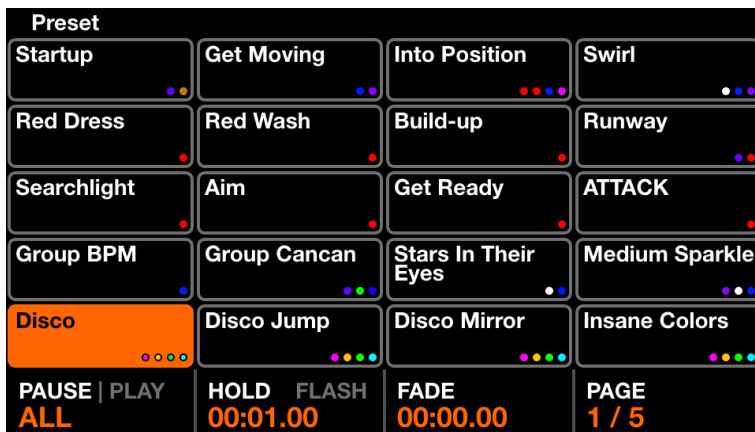 Preset
Startup
Get Moving
Into Position
Swirl
Red Dress
Red Wash
Build-up
Runway
Searchlight
Aim
Get Ready
ATTACK
Group BPM
Group Cancan
Stars In Their
Eyes
Medium Sparkle
Disco
Disco Jump
Disco Mirror
Insane Colors
PAUSE | PLAY
ALL
HOLD FLASH
00:01.00
FADE
00:00.00
PAGE
1 / 5